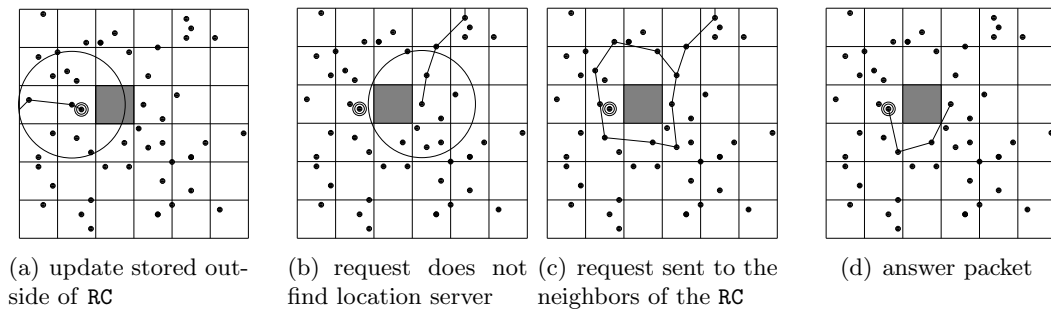 (a) update stored out-
side of RC
(b) request does not
find location server
(c) request sent to the
neighbors of the RC
(d) answer packet